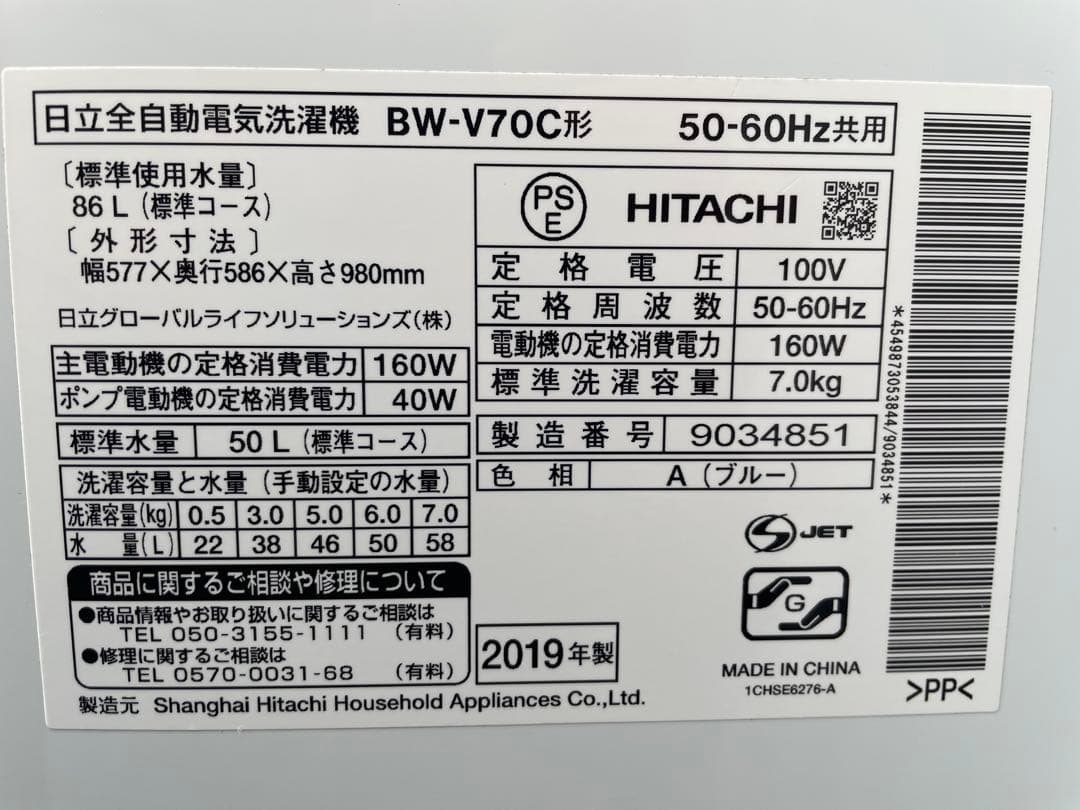 日立全自動電気洗濯機 BW-V70C形 50-60Hz共用
〔標準使用水量〕
86 L（標準コース）
〔外形寸法〕
幅577×奥行586×高さ980mm
日立グローバルライフソリューションズ（株）
主電動機の定格消費電力 160W
ポンプ電動機の定格消費電力 40W
標準水量 50 L（標準コース）
洗濯容量と水量（手動設定の水量）
洗濯容量(kg) 0.5 3.0 5.0 6.0 7.0
水量(L) 22 38 46 50 58
商品に関するご相談や修理について
●商品情報やお取り扱いに関するご相談は
TEL 050-3155-1111 （有料）
●修理に関するご相談は
TEL 0570-0031-68 （有料）
製造元 Shanghai Hitachi Household Appliances Co.,Ltd.
PSE HITACHI
定格電圧 100V
定格周波数 50-60Hz
電動機の定格消費電力 160W
標準洗濯容量 7.0kg
製造番号 9034851
色相 A（ブルー）
S JET
G
2019年製
MADE IN CHINA
1CHSE6276-A
*4549873053844/9034851*
>PP<